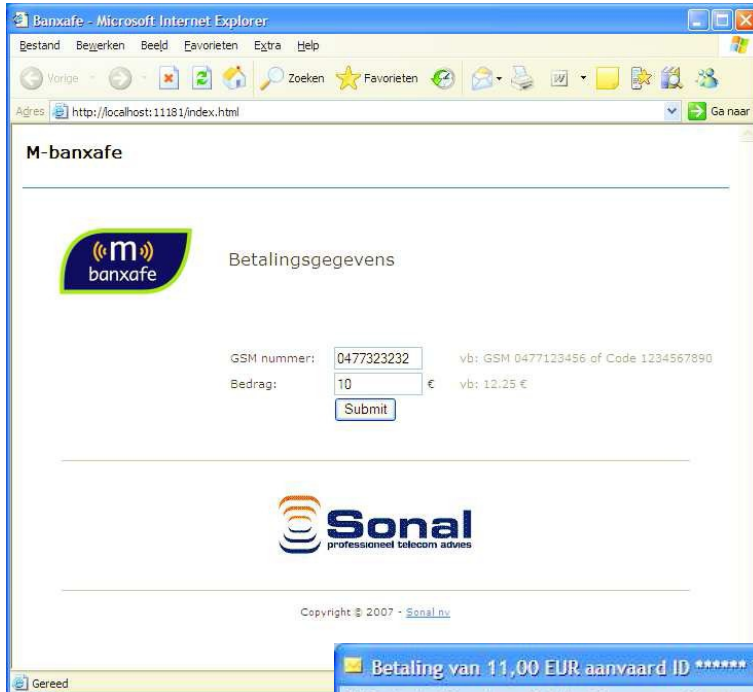 Banxafe - Microsoft Internet Explorer
Bestand Bewerken Beeld Favorieten Extra Help
Vorige Zoeken Favorieten
Adres http://localhost:11181/index.html Ga naar
M-banxafe
((m))
banxafe
Betalingsgegevens
GSM nummer: 0477323232 vb: GSM 0477123456 of Code 1234567890
Bedrag: 10 € vb: 12.25 €
Submit
Sonal
professioneel telecom advies
Copyright © 2007 - Sonal nv
Betaling van 11,00 EUR aanvaard ID ******
Gereed